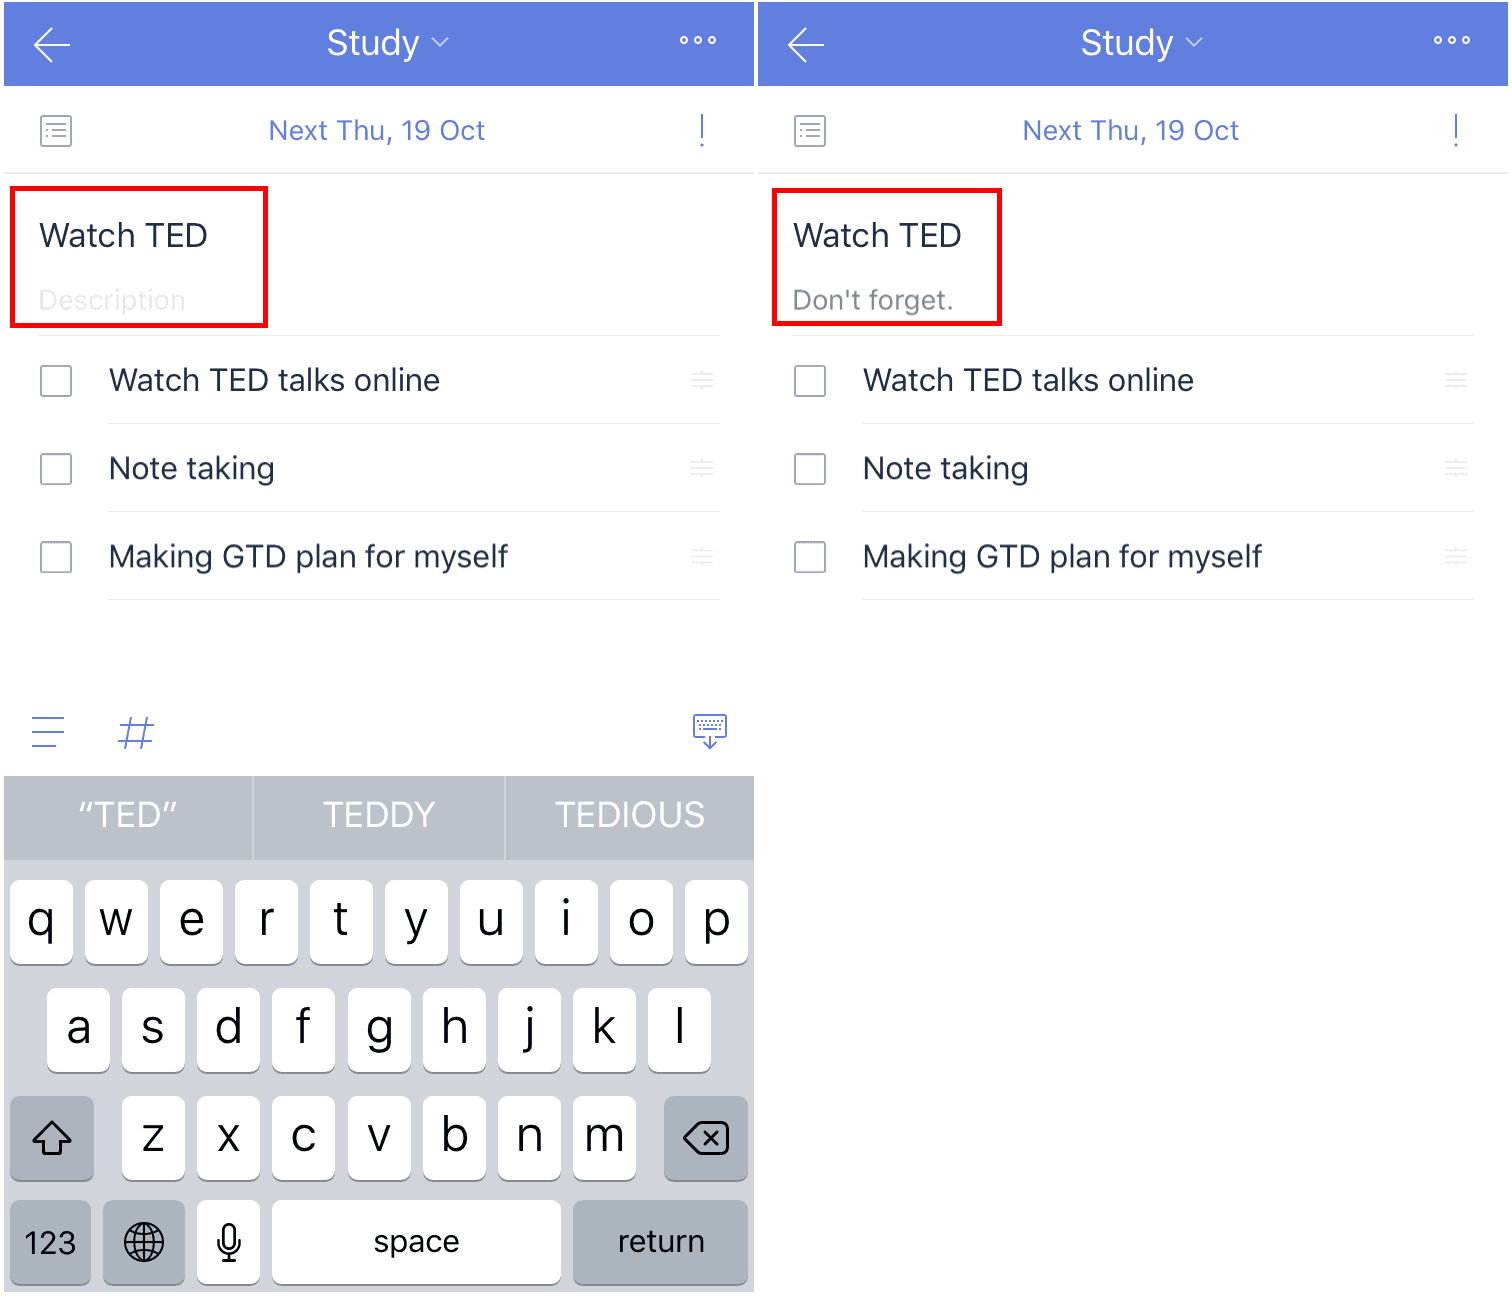 Study
Next Thu, 19 Oct
Watch TED
Description
Watch TED talks online
Note taking
Making GTD plan for myself
#
“TED” TEDDY TEDIOUS
q w e r t y u i o p
a s d f g h j k l
z x c v b n m
123 space return
Study
Next Thu, 19 Oct
!
Watch TED
Don't forget.
Watch TED talks online
Note taking
Making GTD plan for myself